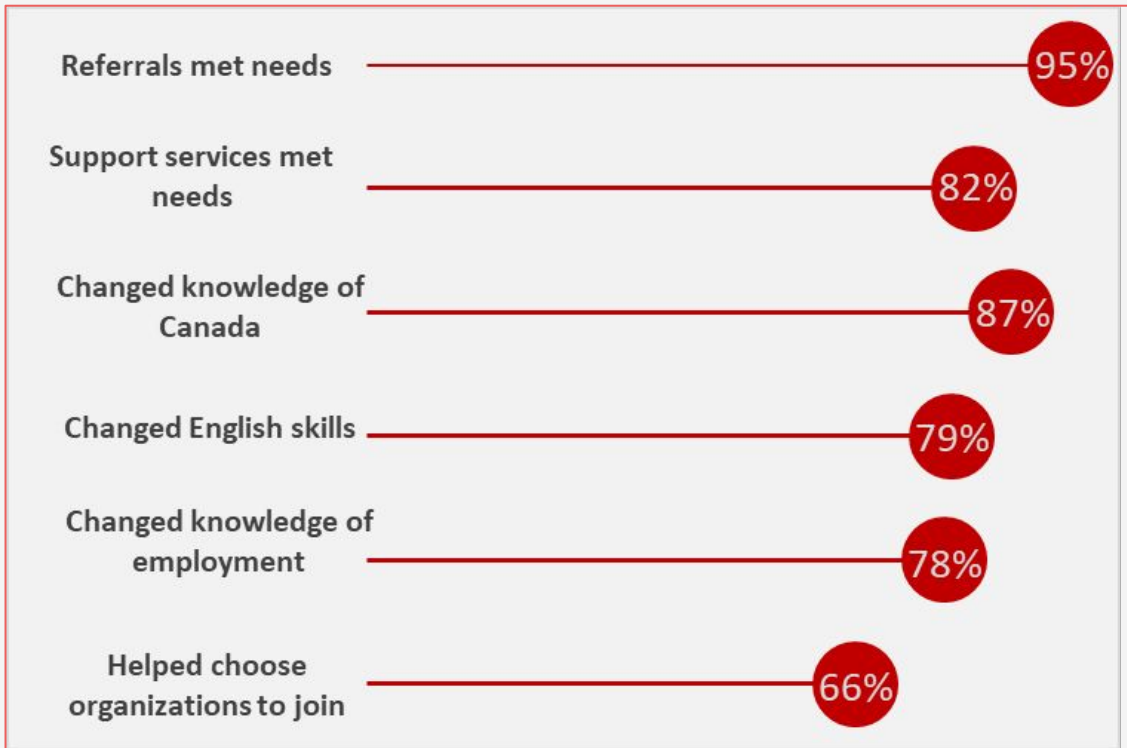 Referrals met needs
95%
Support services met
needs
82%
Changed knowledge of
Canada
87%
Changed English skills
79%
Changed knowledge of
employment
78%
Helped choose
organizations to join
66%